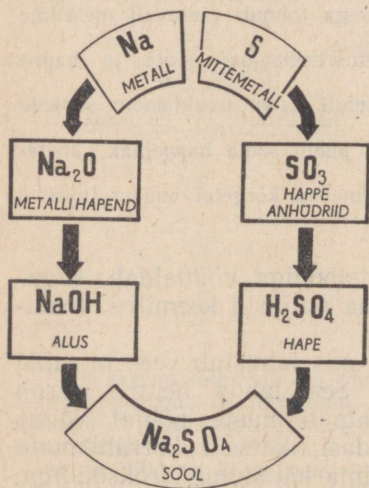 Na
METALL
S
MITTEMETALL
Na₂O
METALLI HAPEND
SO₃
HAPPE
ANHÜDRIID
NaOH
ALUS
H₂SO₄
HAPE
Na₂SO₄
SOOL